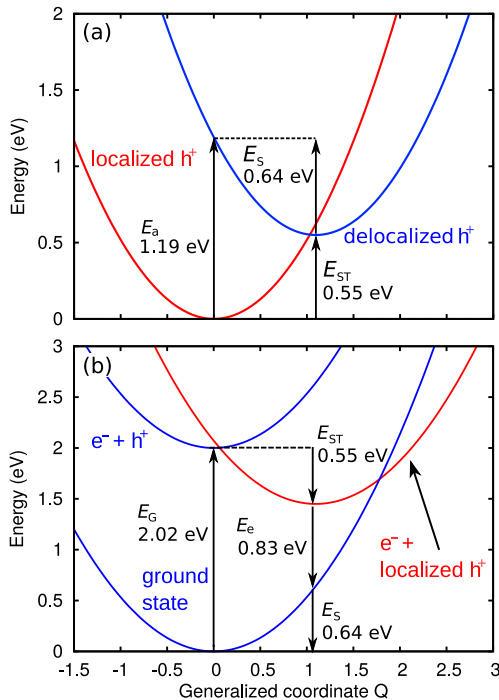 (a)
2
1.5
1
0.5
0
Energy (eV)
localized h⁺
E_S
0.64 eV
E_a
1.19 eV
delocalized h⁺
E_ST
0.55 eV
(b)
3
2.5
2
1.5
1
0.5
0
Energy (eV)
e⁻ + h⁺
E_ST
0.55 eV
E_G
2.02 eV
E_e
0.83 eV
e⁻ +
localized h⁺
ground
state
E_S
0.64 eV
-1.5 -1 -0.5 0 0.5 1 1.5 2 2.5 3
Generalized coordinate Q